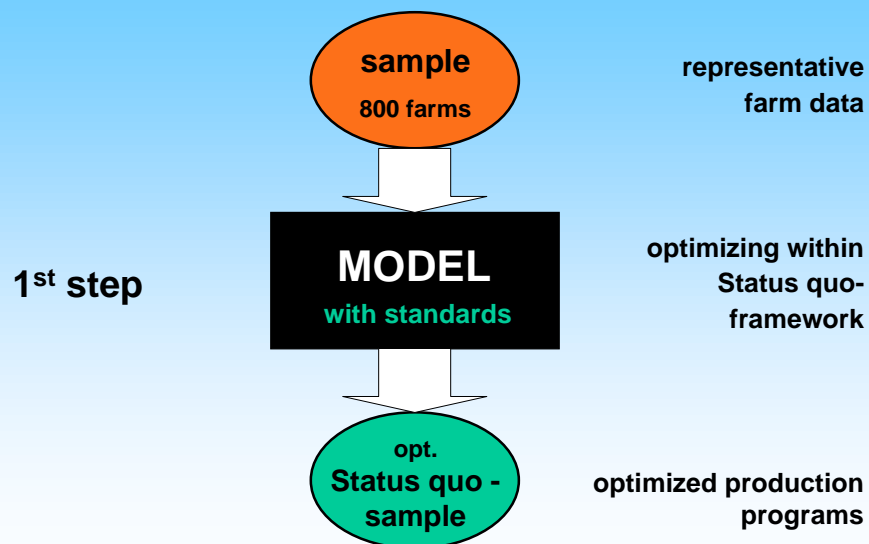 sample
800 farms
representative
farm data
1st step
MODEL
with standards
optimizing within
Status quo-
framework
opt.
Status quo -
sample
optimized production
programs